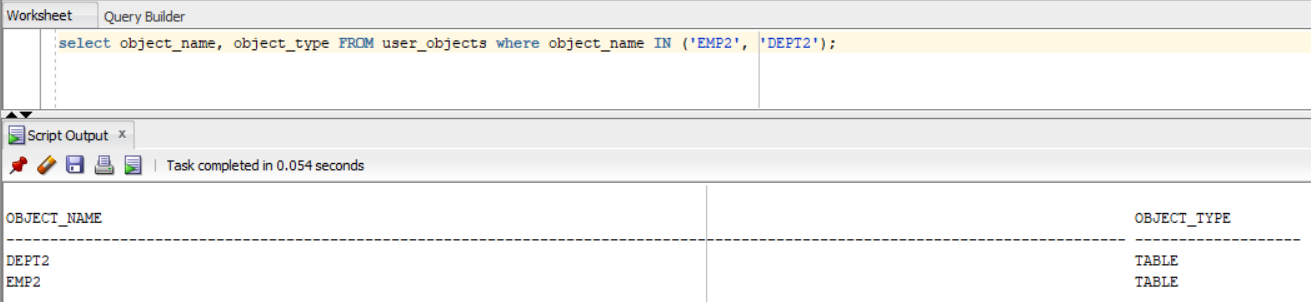 Worksheet Query Builder
select object_name, object_type FROM user_objects where object_name IN ('EMP2', 'DEPT2');
Script Output x
Task completed in 0.054 seconds
OBJECT_NAME OBJECT_TYPE
DEPT2 TABLE
EMP2 TABLE